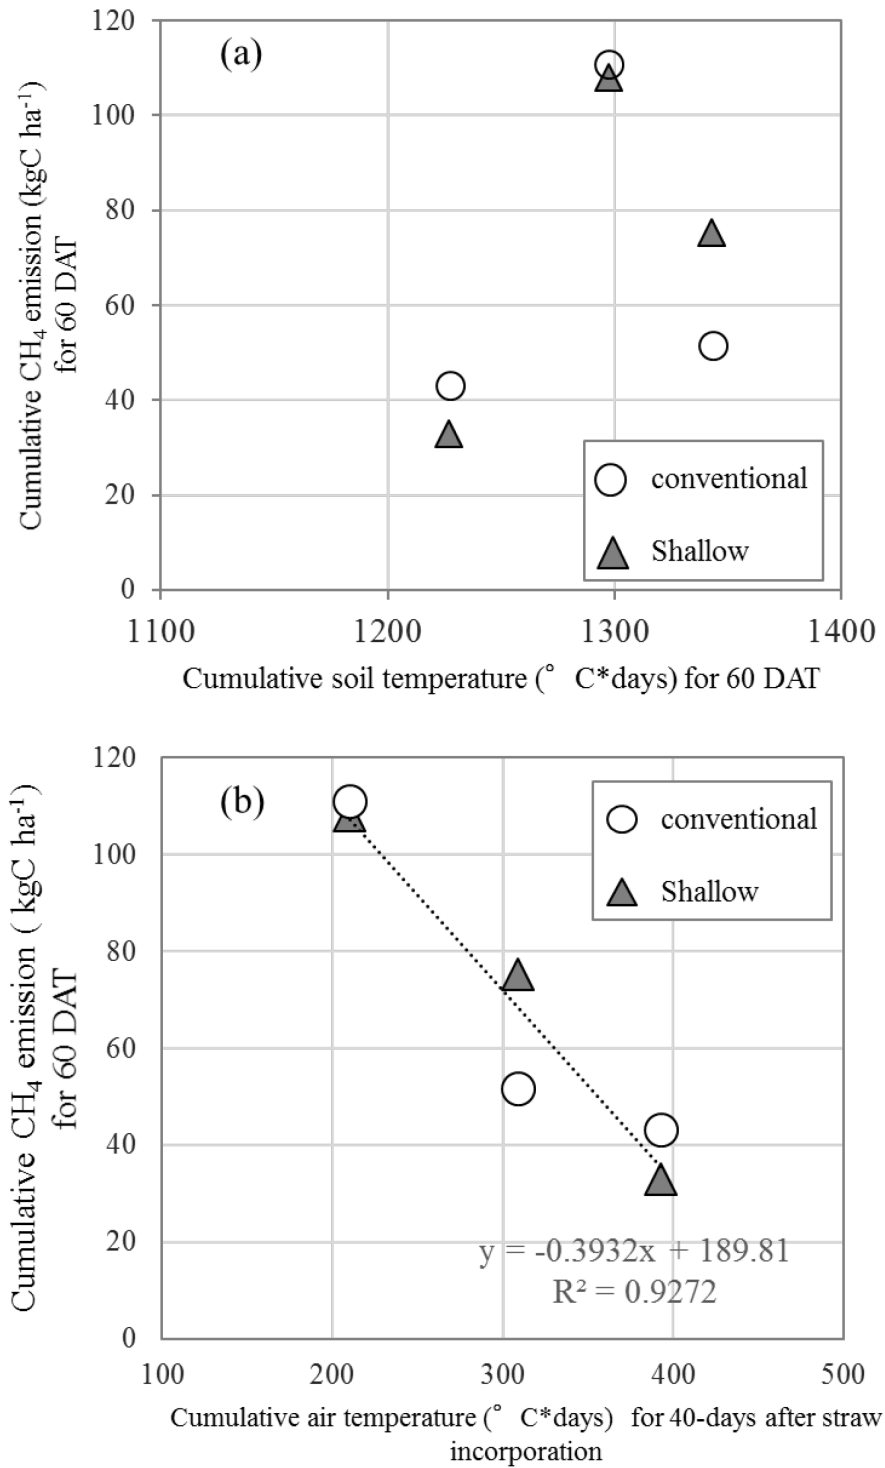 (a)
Cumulative CH₄ emission (kgC ha⁻¹)
for 60 DAT
120
100
80
60
40
20
0
conventional
Shallow
1100 1200 1300 1400
Cumulative soil temperature (° C*days) for 60 DAT
(b)
Cumulative CH₄ emission ( kgC ha⁻¹)
for 60 DAT
120
100
80
60
40
20
0
conventional
Shallow
y = -0.3932x + 189.81
R² = 0.9272
100 200 300 400 500
Cumulative air temperature (° C*days) for 40-days after straw
incorporation